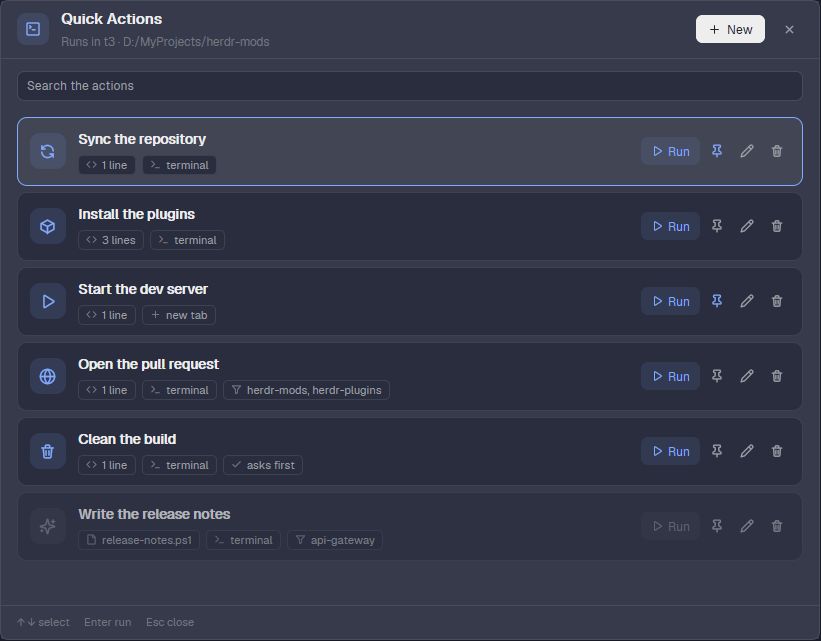 Quick Actions
Runs in t3 · D:/MyProjects/herdr-mods
New
Search the actions
Sync the repository
1 line terminal
Run
Install the plugins
3 lines terminal
Run
Start the dev server
1 line new tab
Run
Open the pull request
1 line terminal herdr-mods, herdr-plugins
Run
Clean the build
1 line terminal asks first
Run
Write the release notes
release-notes.ps1 terminal api-gateway
Run
↑↓ select Enter run Esc close